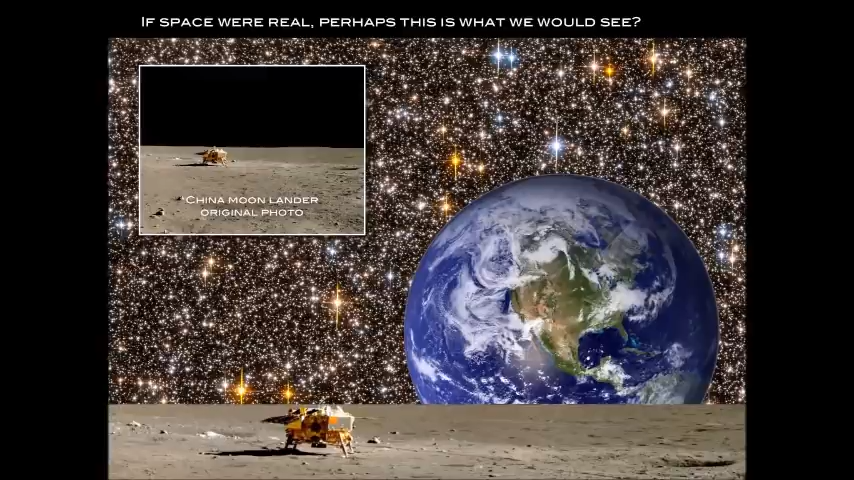 If space were real, perhaps this is what we would see?
*China moon lander
original photo